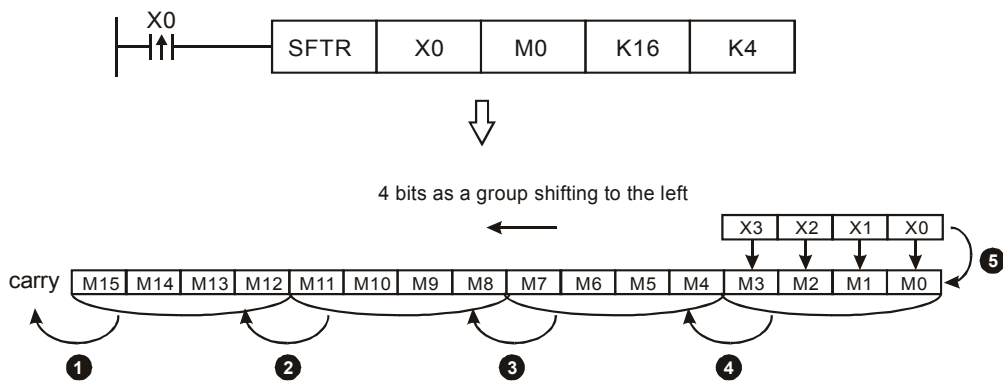 X0
SFTR X0 M0 K16 K4
4 bits as a group shifting to the left
X3 X2 X1 X0
5
carry M15 M14 M13 M12 M11 M10 M9 M8 M7 M6 M5 M4 M3 M2 M1 M0
1 2 3 4